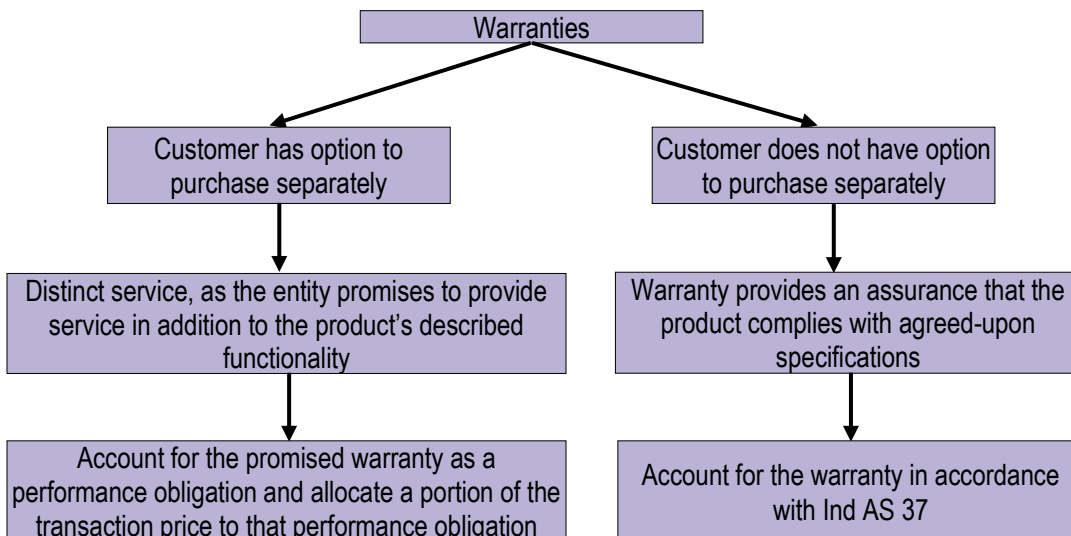 Warranties
Customer has option to
purchase separately
Customer does not have option
to purchase separately
Distinct service, as the entity promises to provide
service in addition to the product’s described
functionality
Warranty provides an assurance that the
product complies with agreed-upon
specifications
Account for the promised warranty as a
performance obligation and allocate a portion of the
transaction price to that performance obligation
Account for the warranty in accordance
with Ind AS 37